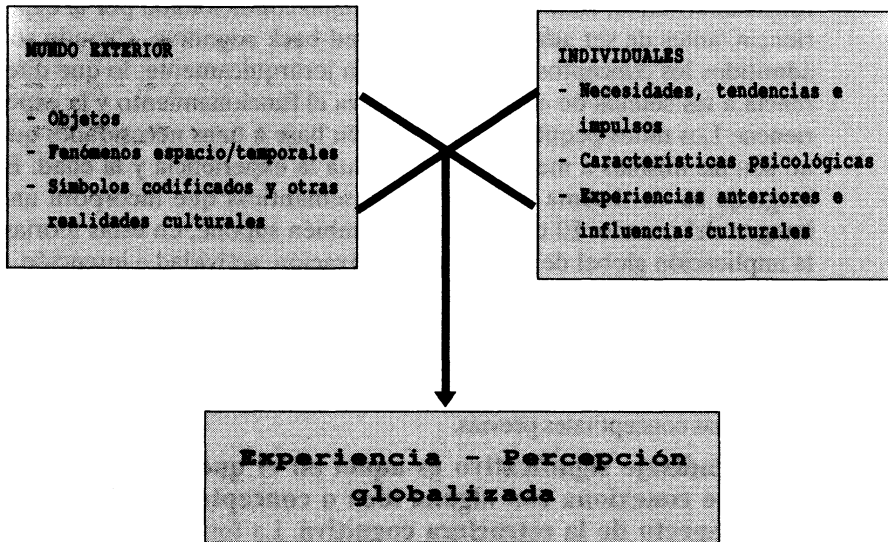 MUNDO EXTERIOR
- Objetos
- Fenómenos espacio/temporales
- Símbolos codificados y otras
realidades culturales
INDIVIDUALES
- Necesidades, tendencias e
impulsos
- Características psicológicas
- Experiencias anteriores e
influencias culturales
Experiencia - Percepción
globalizada